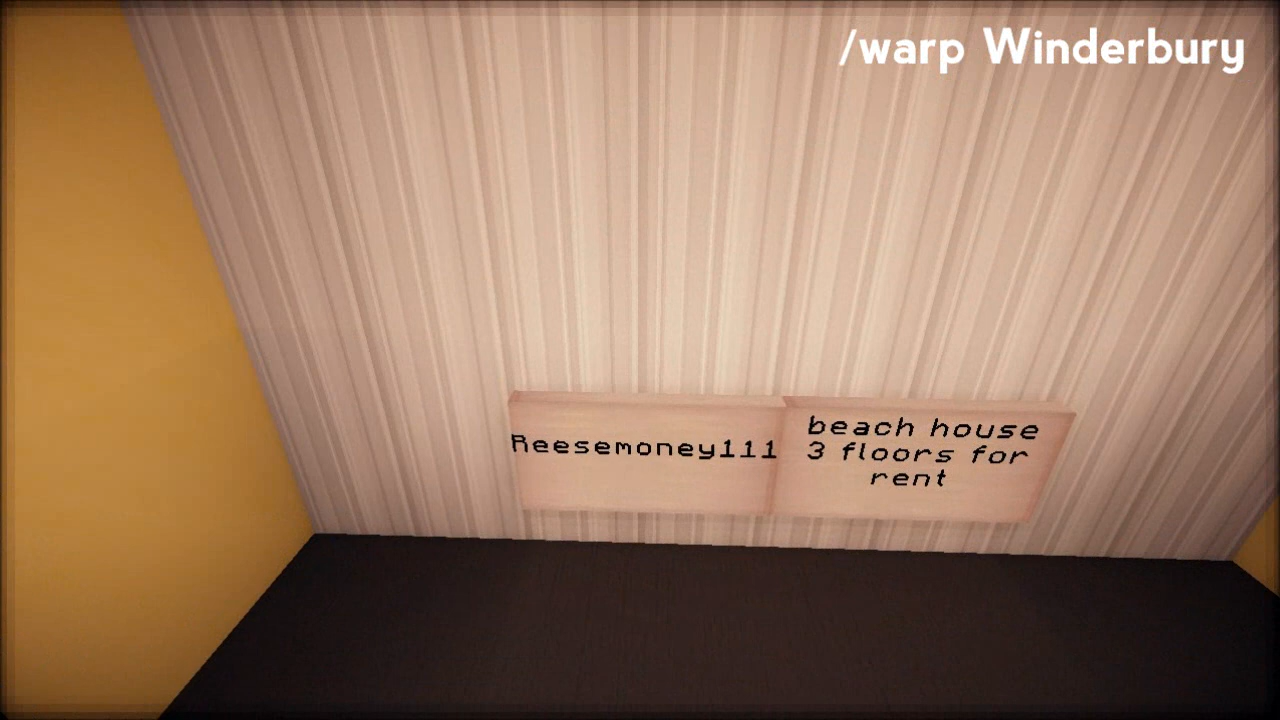 /warp Winderbury
Reesemoney111
beach house
3 floors for
rent